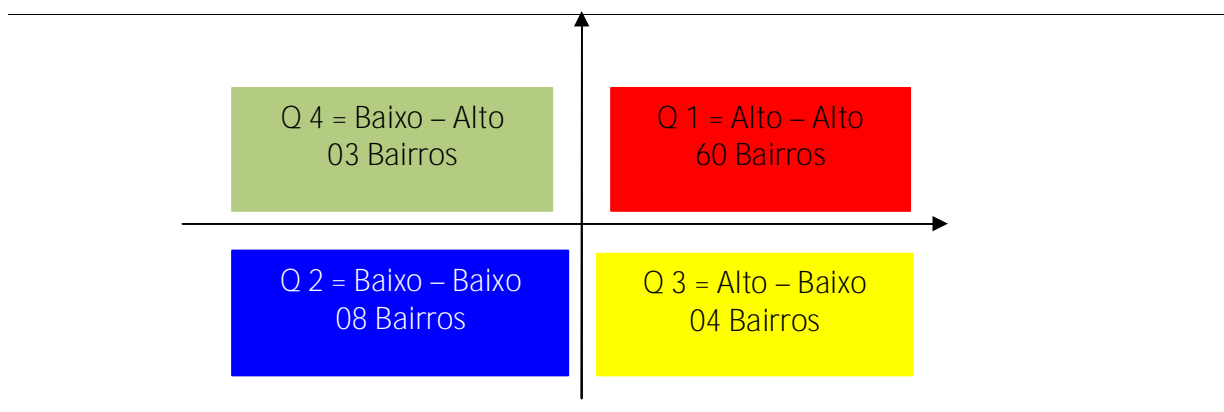 Q 4 = Baixo – Alto
03 Bairros
Q 1 = Alto – Alto
60 Bairros
Q 2 = Baixo – Baixo
08 Bairros
Q 3 = Alto – Baixo
04 Bairros